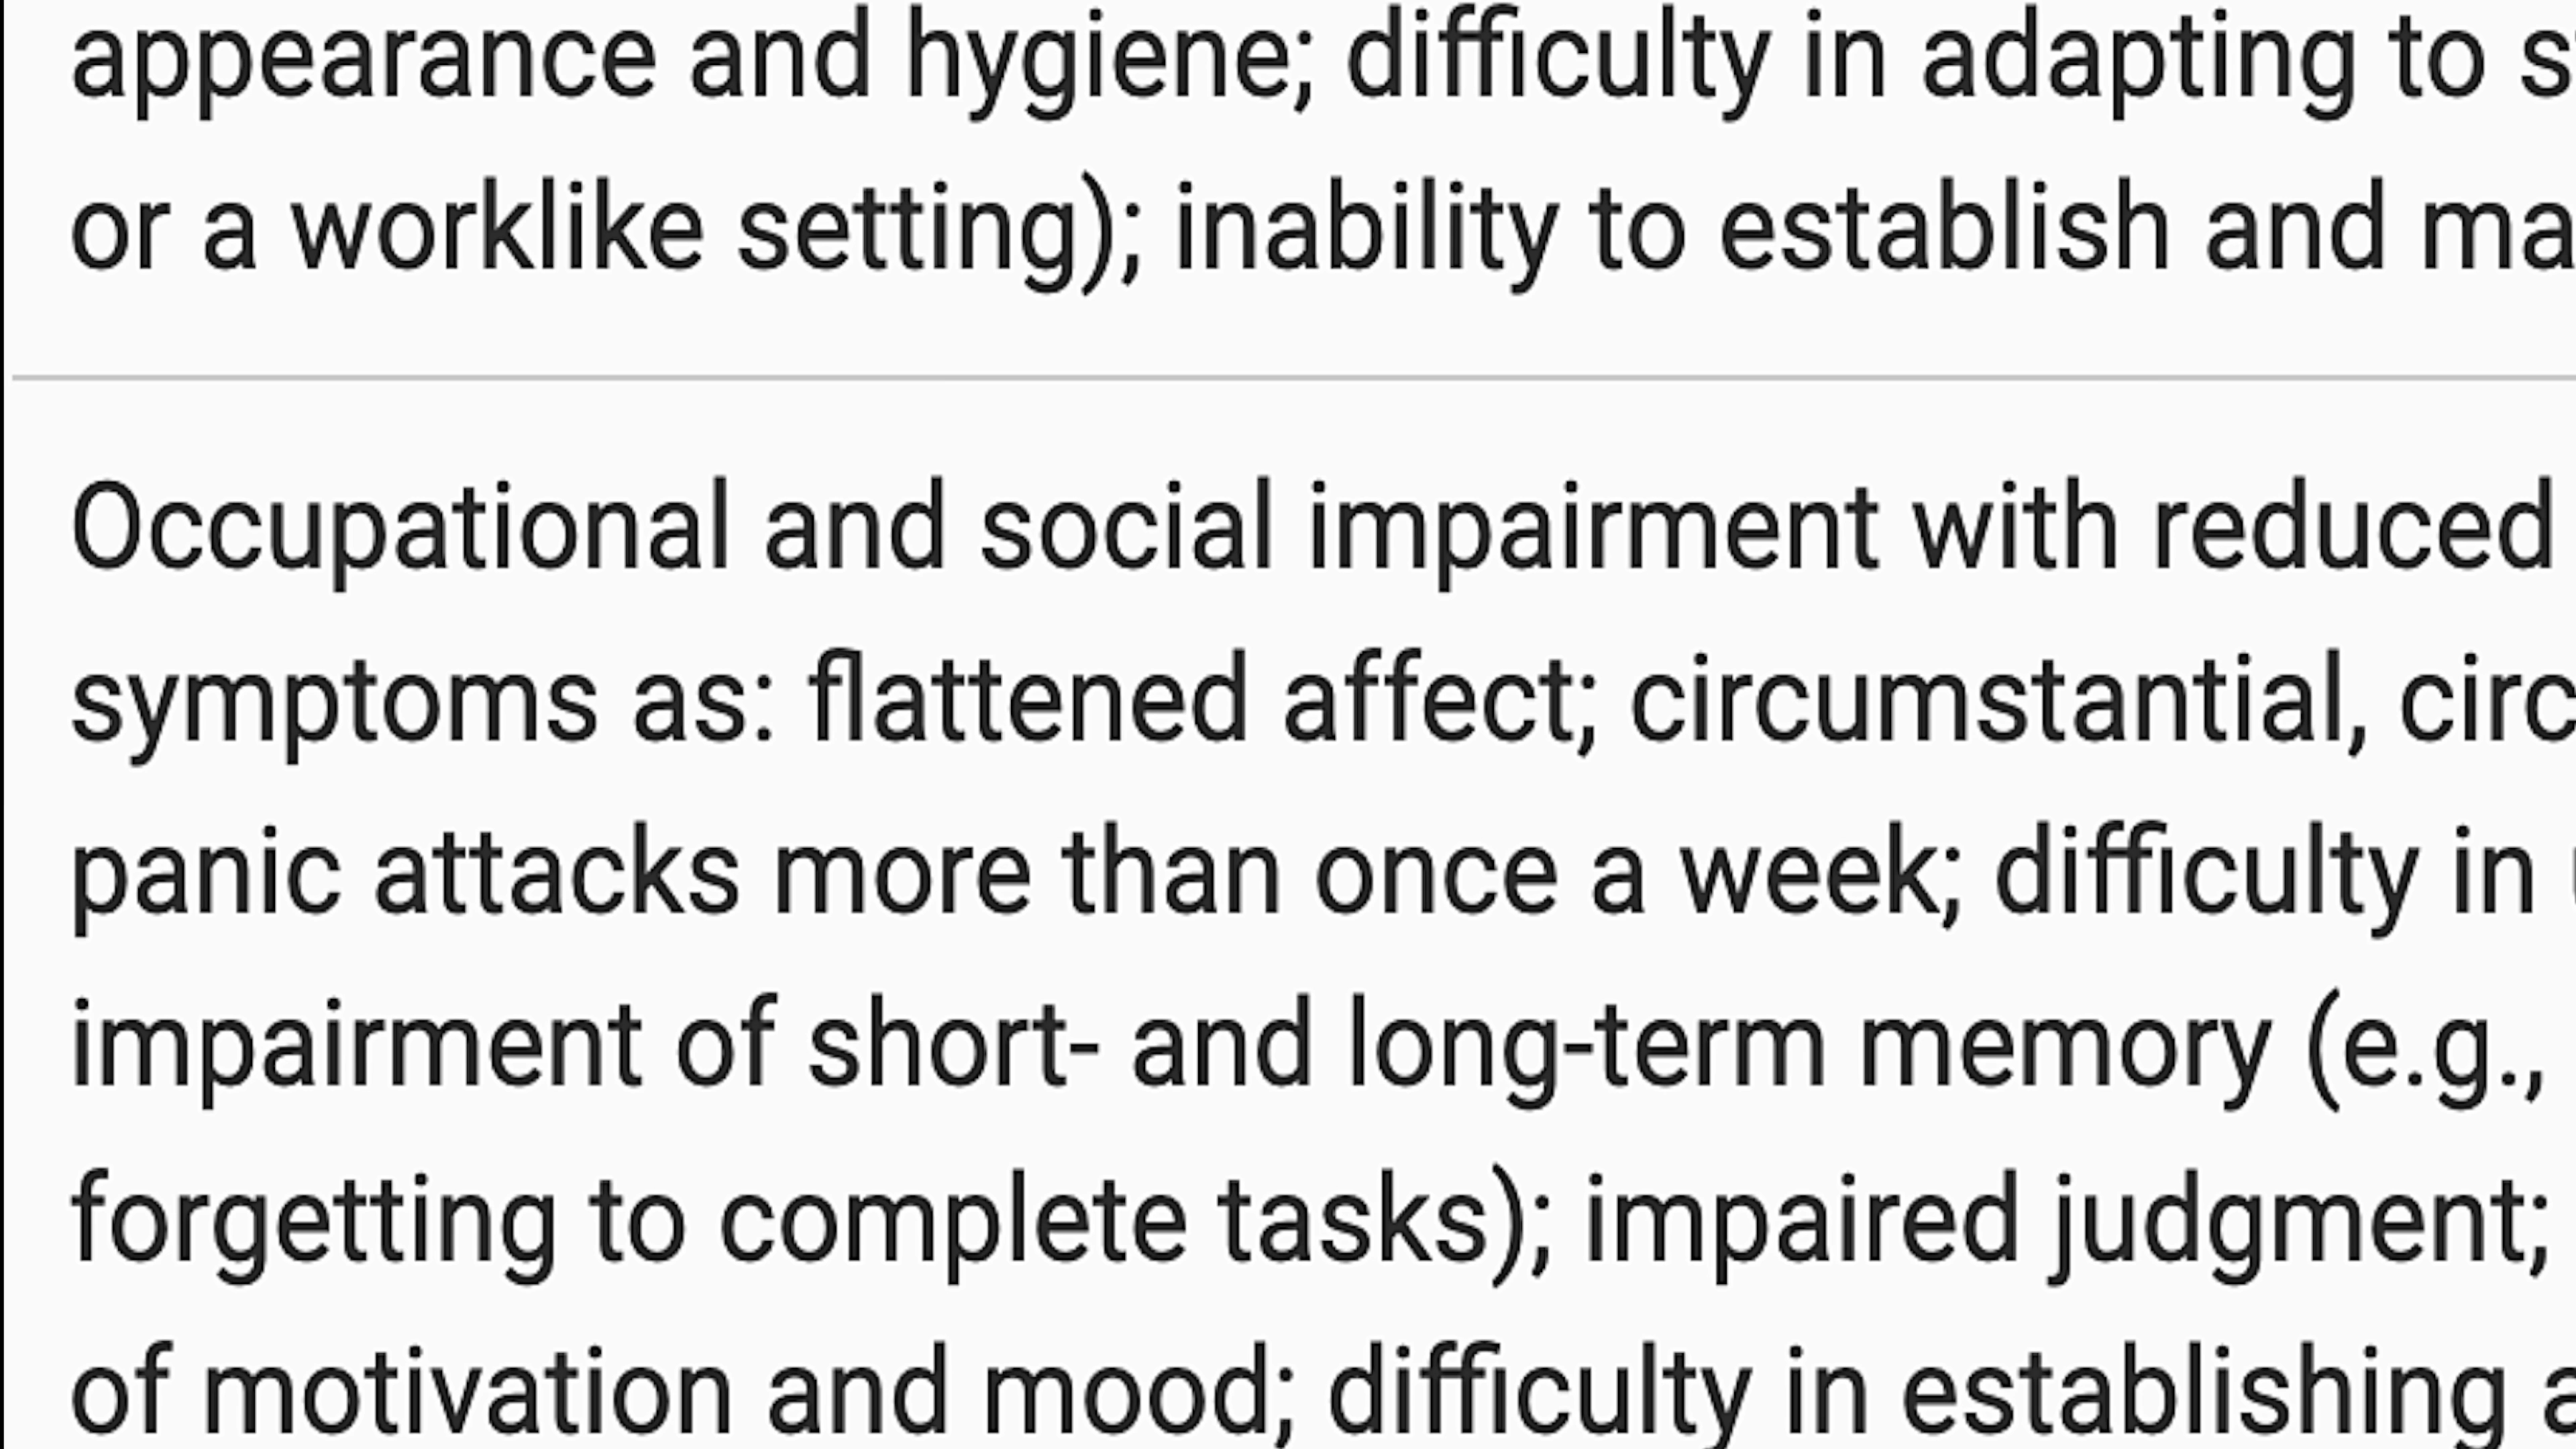 appearance and hygiene; difficulty in adapting to
or a worklike setting); inability to establish and
Occupational and social impairment with reduced
symptoms as: flattened affect; circumstantial,
panic attacks more than once a week; difficulty in
impairment of short- and long-term memory (e.g.,
forgetting to complete tasks); impaired judgment;
of motivation and mood; difficulty in establishing